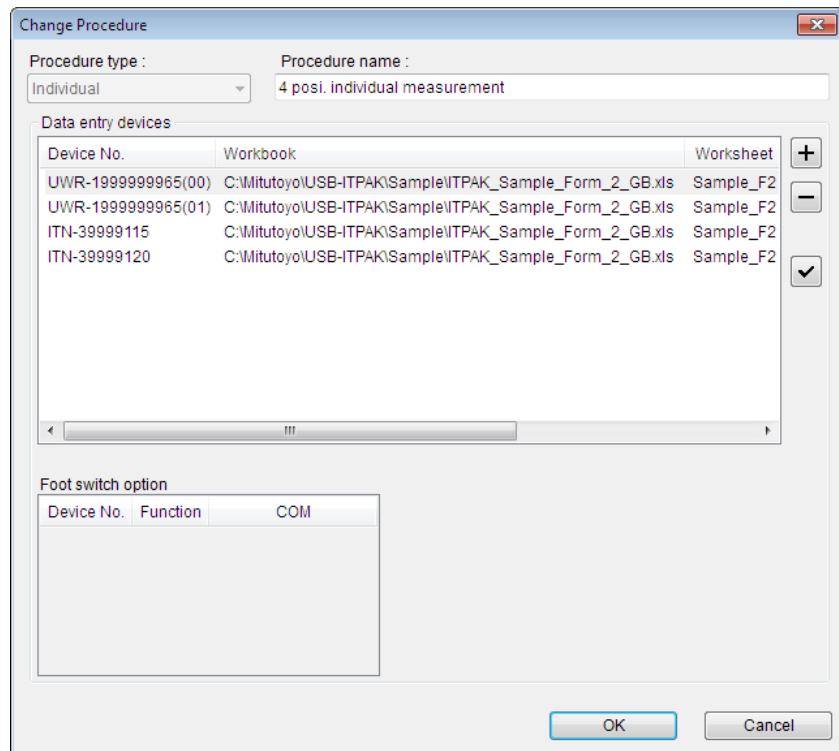 Change Procedure
Procedure type : Procedure name :
Individual 4 posi. individual measurement
Data entry devices
Device No. Workbook Worksheet
UWR-1999999965(00) C:\Mitutoyo\USB-ITPAK\Sample\ITPAK_Sample_Form_2_GB.xls Sample_F2
UWR-1999999965(01) C:\Mitutoyo\USB-ITPAK\Sample\ITPAK_Sample_Form_2_GB.xls Sample_F2
ITN-39999115 C:\Mitutoyo\USB-ITPAK\Sample\ITPAK_Sample_Form_2_GB.xls Sample_F2
ITN-39999120 C:\Mitutoyo\USB-ITPAK\Sample\ITPAK_Sample_Form_2_GB.xls Sample_F2
Foot switch option
Device No. Function COM
OK Cancel